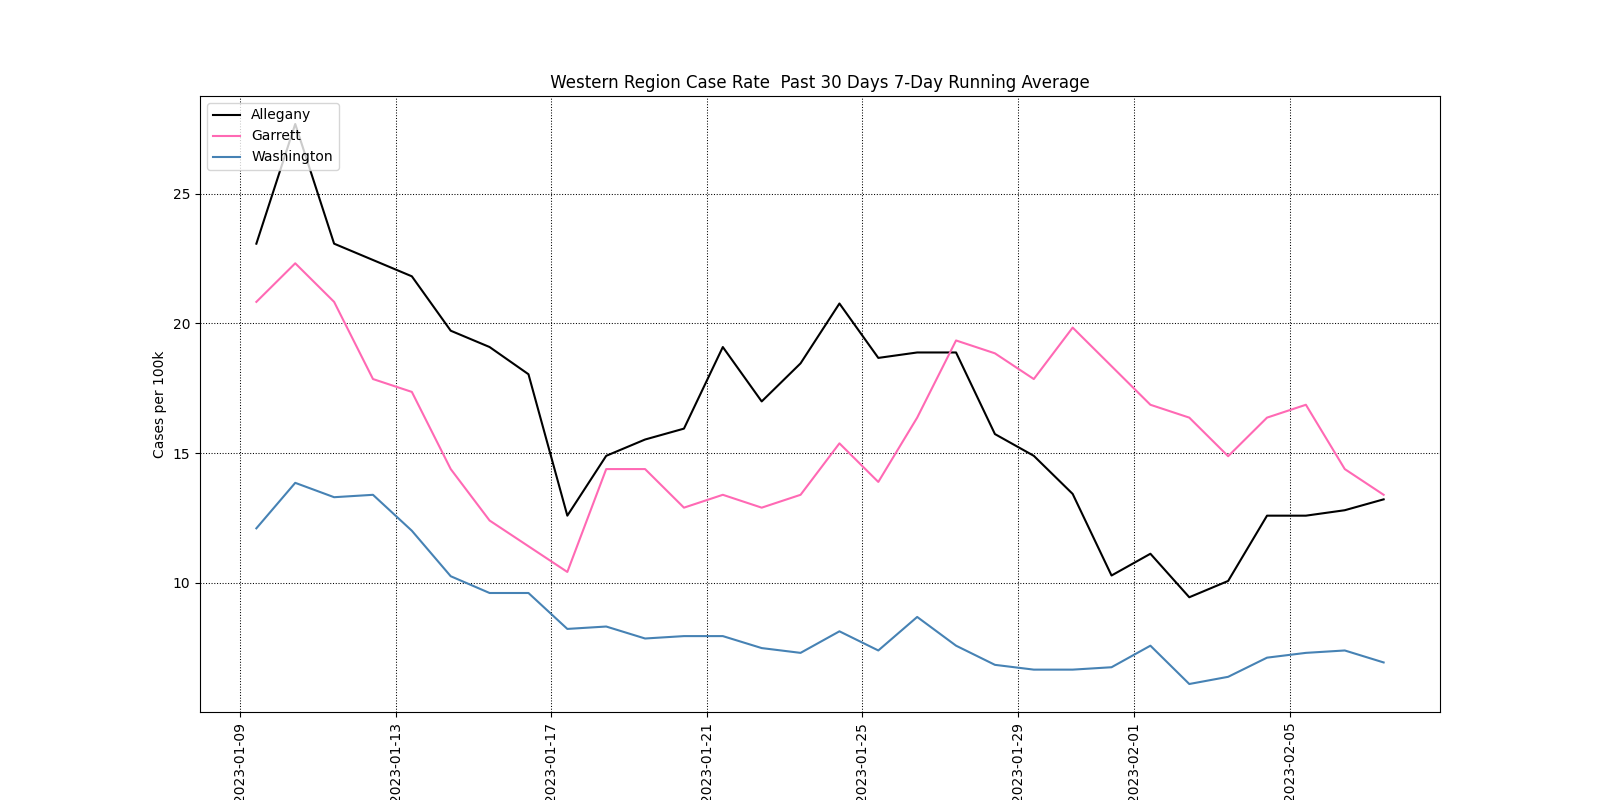 Western Region Case Rate  Past 30 Days 7-Day Running Average
Allegany
Garrett
Washington
25
20
15
10
Cases per 100k
2023-01-09
2023-01-13
2023-01-17
2023-01-21
2023-01-25
2023-01-29
2023-02-01
2023-02-05